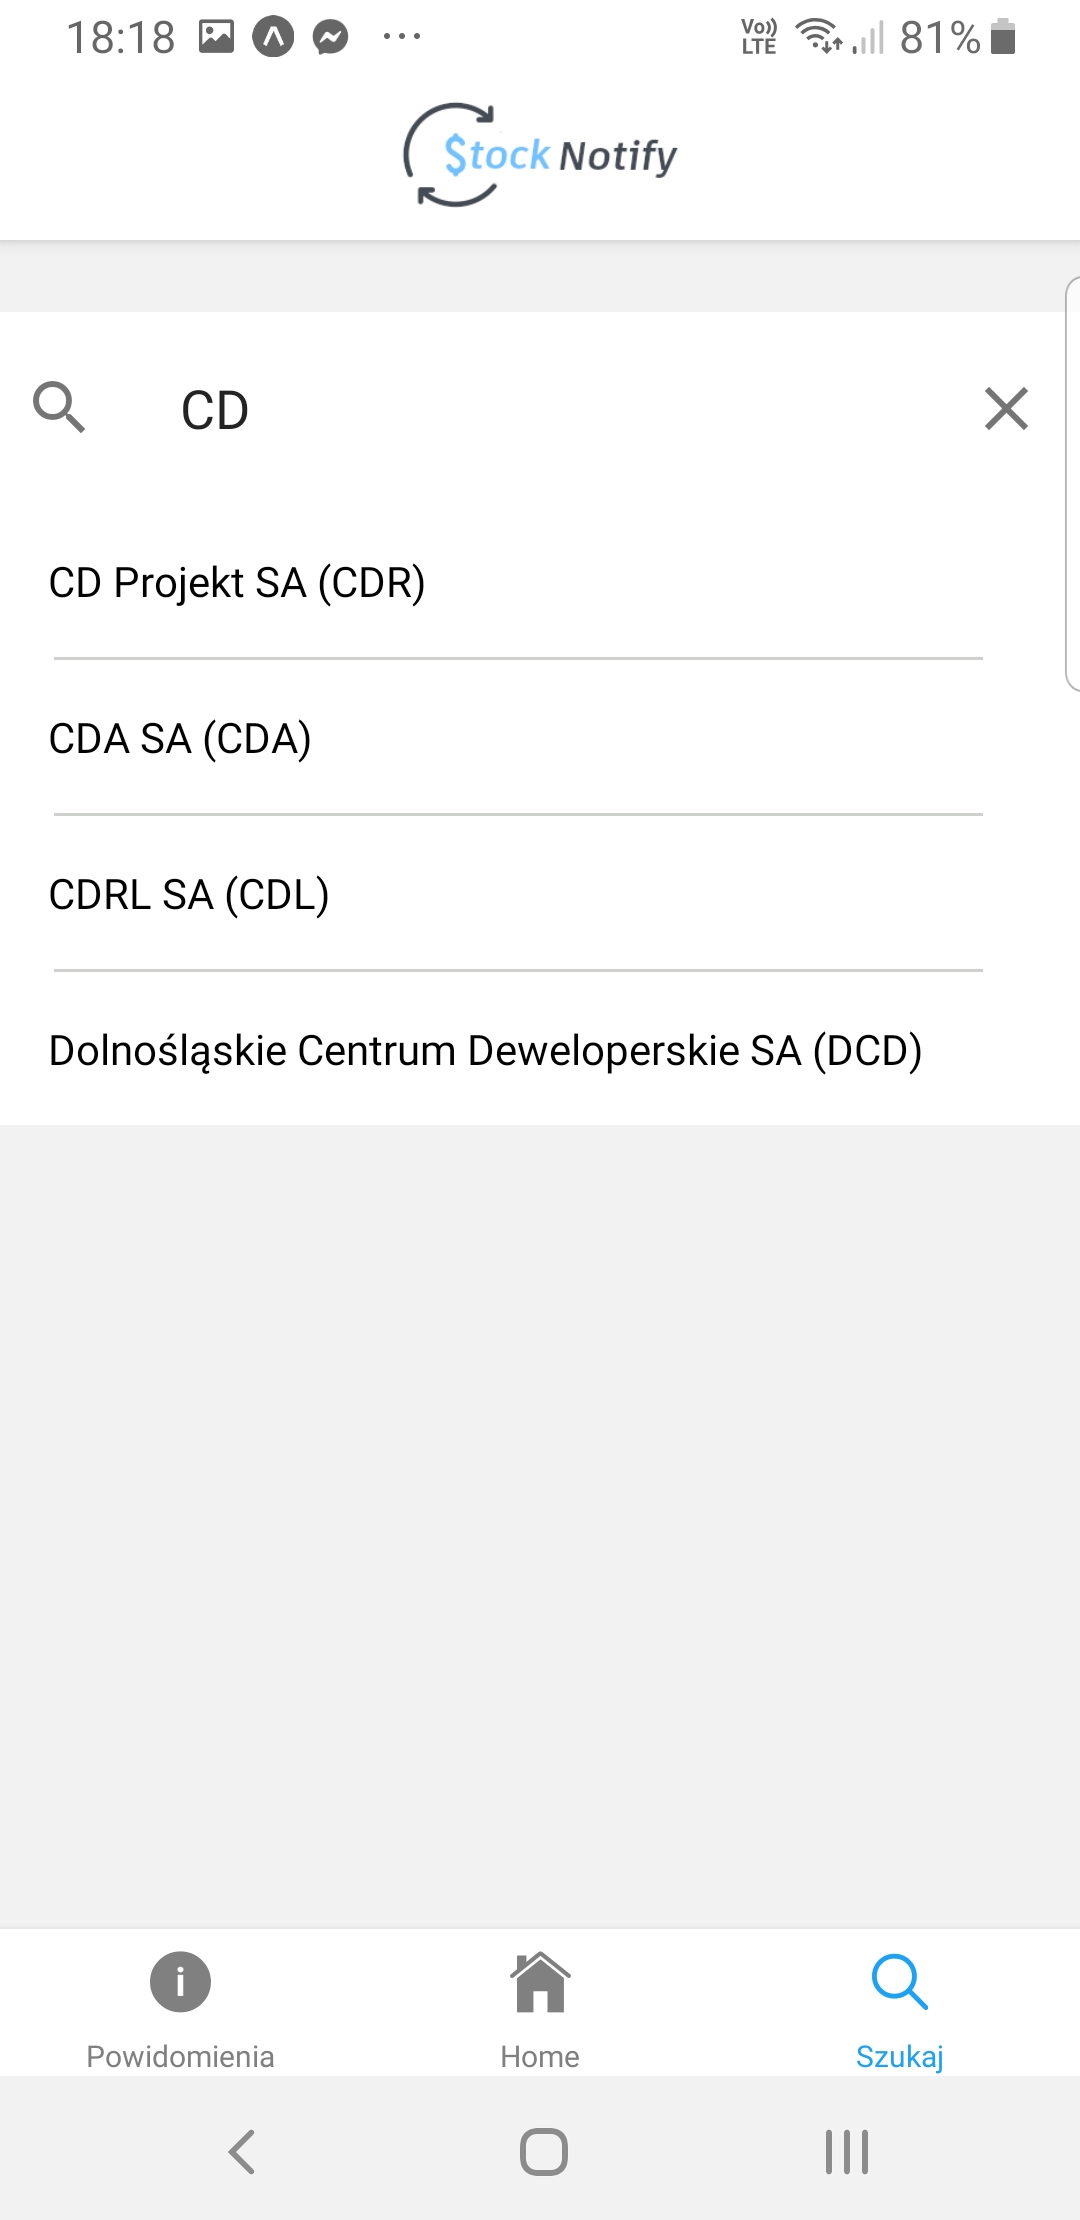 18:18 Vo)) LTE 81%
$tock Notify
CD
CD Projekt SA (CDR)
CDA SA (CDA)
CDRL SA (CDL)
Dolnośląskie Centrum Deweloperskie SA (DCD)
Powidomienia Home Szukaj